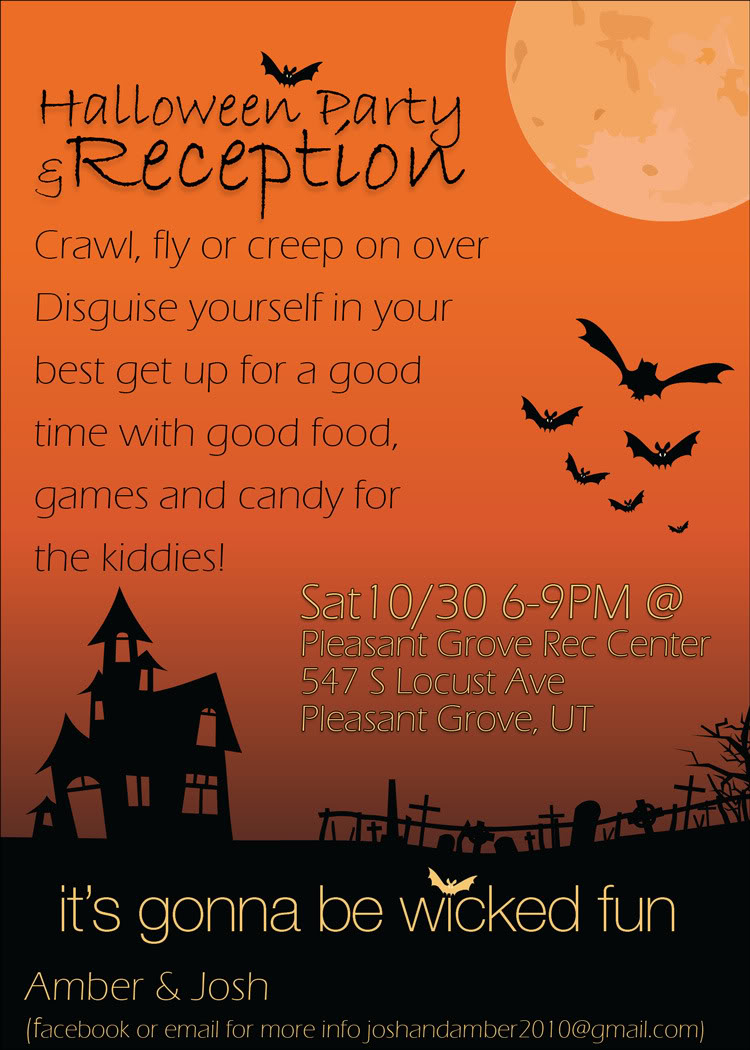 Halloween Party
& Reception
Crawl, fly or creep on over
Disguise yourself in your
best get up for a good
time with good food,
games and candy for
the kiddies!
Sat10/30 6-9PM @
Pleasant Grove Rec Center
547 S Locust Ave
Pleasant Grove, UT
it's gonna be wicked fun
Amber & Josh
(facebook or email for more info joshandamber2010@gmail.com)